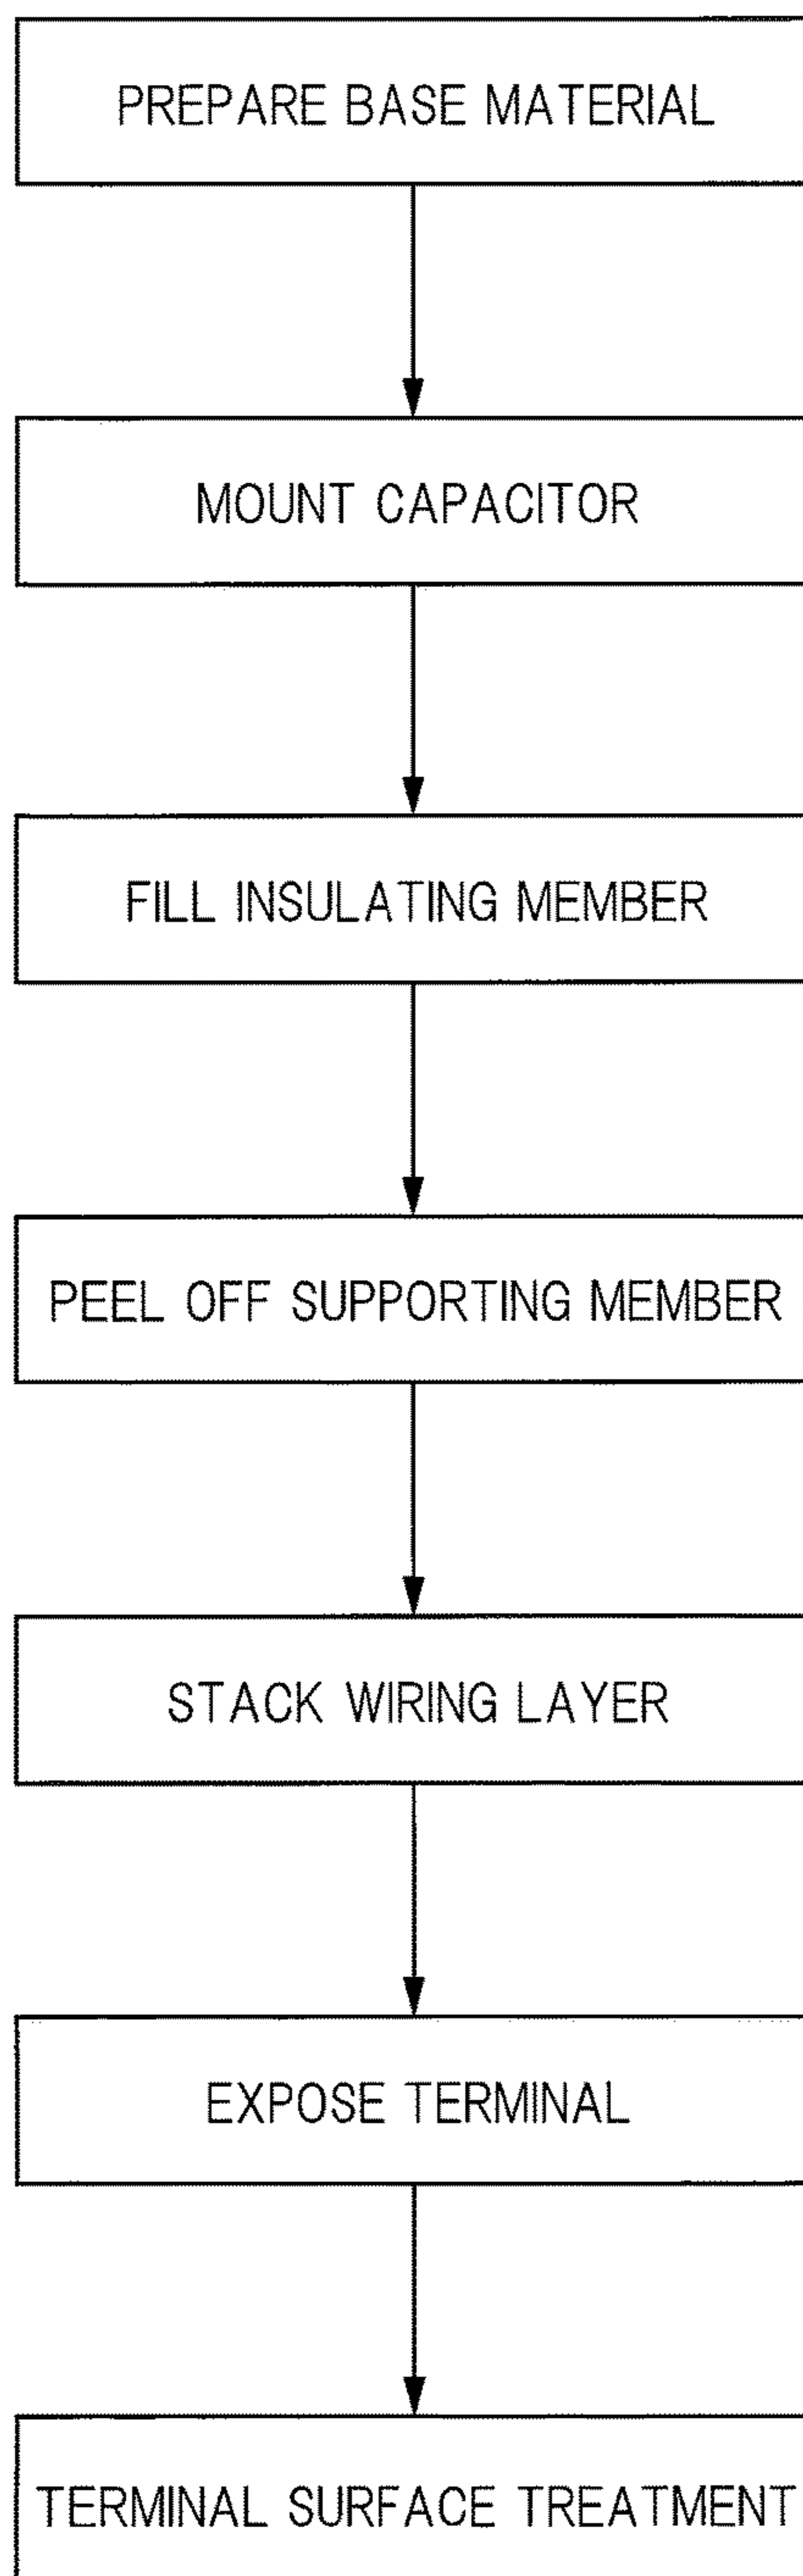 PREPARE BASE MATERIAL
MOUNT CAPACITOR
FILL INSULATING MEMBER
PEEL OFF SUPPORTING MEMBER
STACK WIRING LAYER
EXPOSE TERMINAL
TERMINAL SURFACE TREATMENT